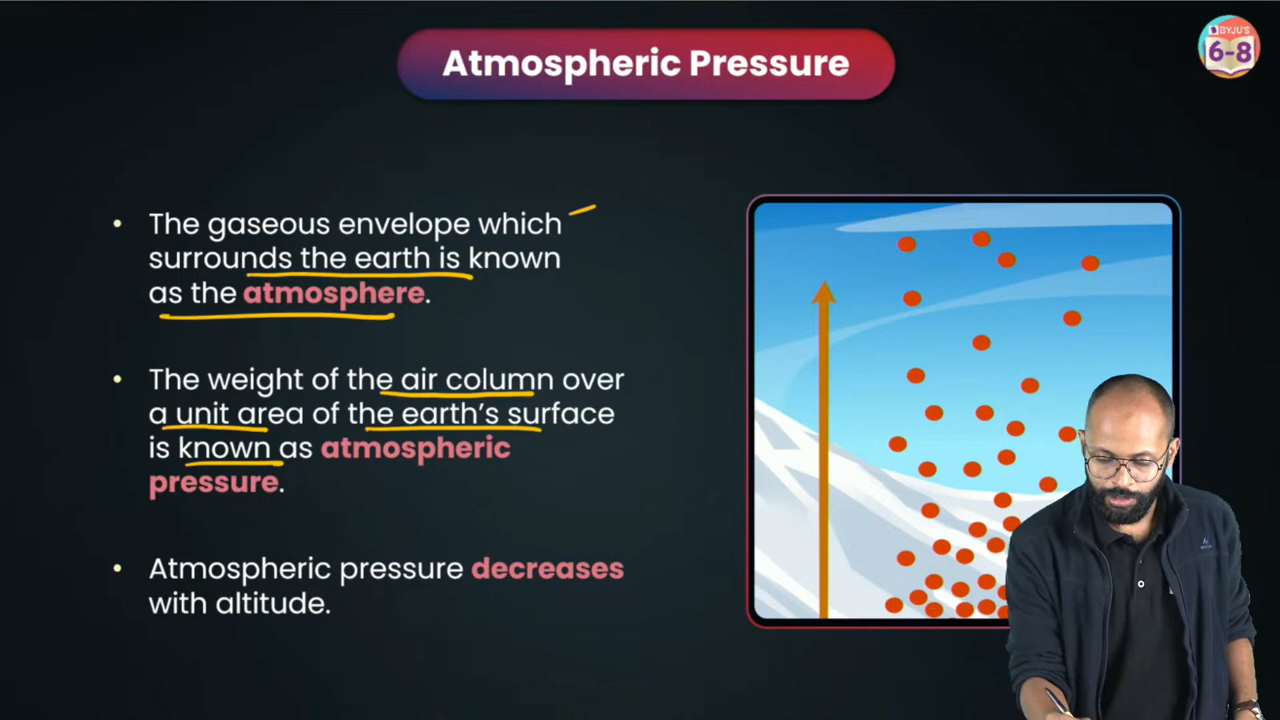 Atmospheric Pressure
BYJU'S
6-8
• The gaseous envelope which
surrounds the earth is known
as the atmosphere.
• The weight of the air column over
a unit area of the earth's surface
is known as atmospheric
pressure.
• Atmospheric pressure decreases
with altitude.